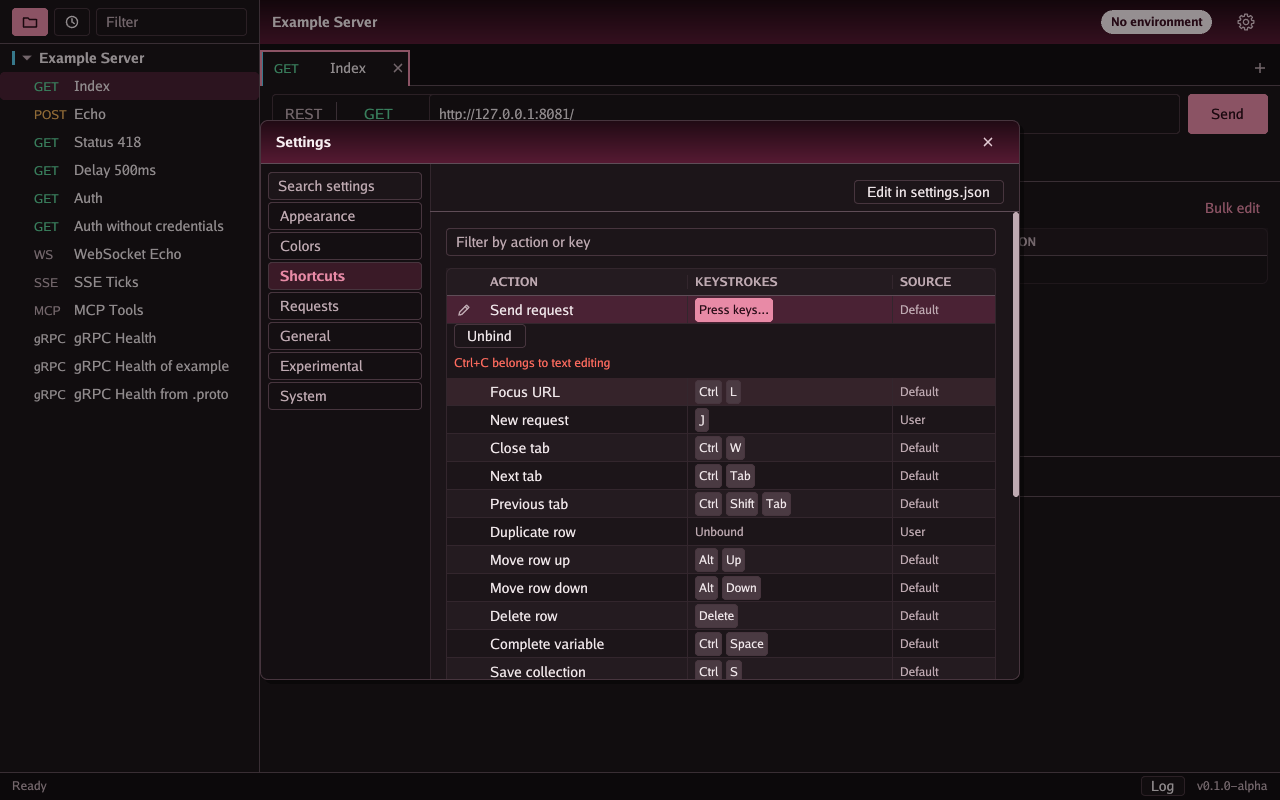 Filter
Example Server
No environment
Example Server
GET Index
POST Echo
GET Status 418
GET Delay 500ms
GET Auth
GET Auth without credentials
WS WebSocket Echo
SSE SSE Ticks
MCP MCP Tools
gRPC gRPC Health
gRPC gRPC Health of example
gRPC gRPC Health from .proto
GET Index
REST GET http://127.0.0.1:8081/
Send
Bulk edit
ON
Settings
Search settings
Appearance
Colors
Shortcuts
Requests
General
Experimental
System
Edit in settings.json
Filter by action or key
ACTION KEYSTROKES SOURCE
Send request Press keys... Default
Unbind
Ctrl+C belongs to text editing
Focus URL Ctrl L Default
New request J User
Close tab Ctrl W Default
Next tab Ctrl Tab Default
Previous tab Ctrl Shift Tab Default
Duplicate row Unbound User
Move row up Alt Up Default
Move row down Alt Down Default
Delete row Delete Default
Complete variable Ctrl Space Default
Save collection Ctrl S Default
Ready
Log
v0.1.0-alpha